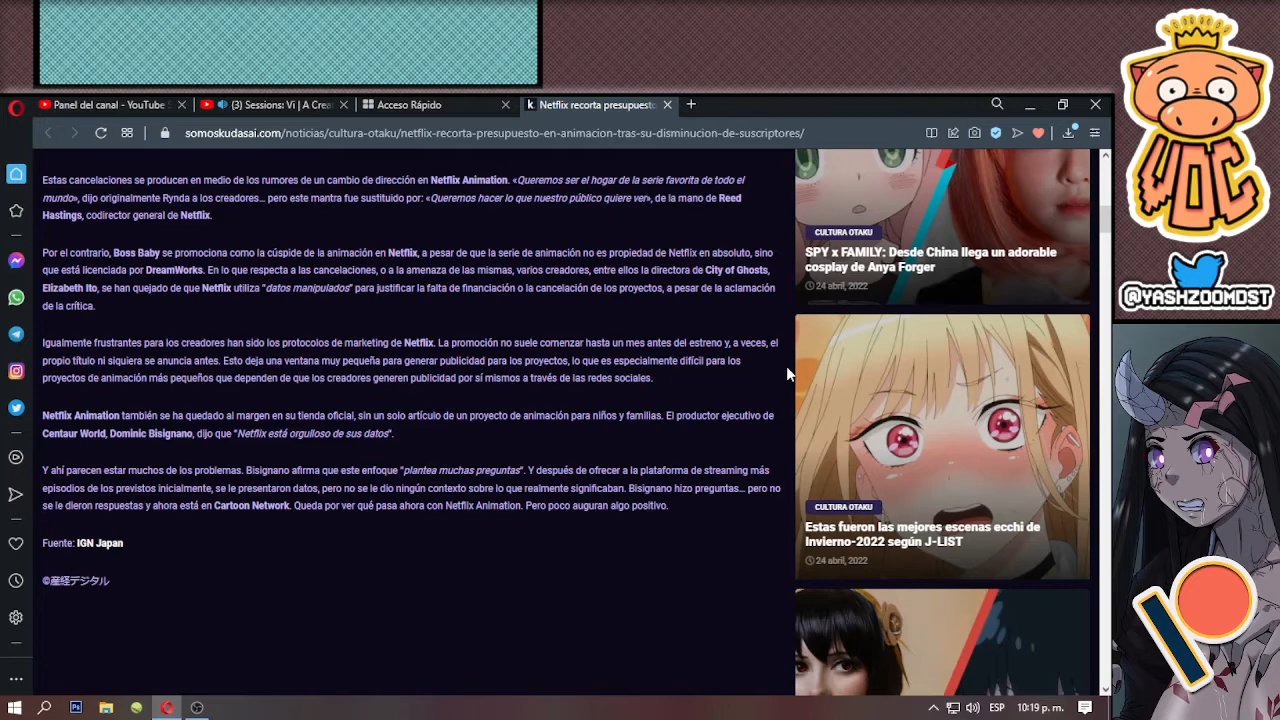 Panel del canal - YouTube S
(3) Sessions: Vi | A Crea
Acceso Rápido
Netflix recorta presupuesto
somoskudasaii.com/noticias/cultura-otaku/netflix-recorta-presupuesto-en-animacion-tras-su-disminucion-de-suscriptores/
Estas cancelaciones se producen en medio de los rumores de un cambio de dirección en Netflix Animation. «Queremos ser el hogar de la serie favorita de todo el
mundo», dijo originalmente Rynda a los creadores... pero este mantra fue sustituido por: «Queremos hacer lo que nuestro público quiere ver», de la mano de Reed
Hastings, codirector general de Netflix.
Por el contrario, Boss Baby se promociona como la cúspide de la animación en Netflix, a pesar de que la serie de animación no es propiedad de Netflix en absoluto, sino
que está licenciada por DreamWorks. En lo que respecta a las cancelaciones, o a la amenaza de las mismas, varios creadores, entre ellos la directora de City of Ghosts,
Elizabeth Ito, se han quejado de que Netflix utiliza "datos manipulados" para justificar la falta de financiación o la cancelación de los proyectos, a pesar de la aclamación
de la crítica.
Igualmente frustrantes para los creadores han sido los protocolos de marketing de Netflix. La promoción no suele comenzar hasta un mes antes del estreno y, a veces, el
propio título ni siquiera se anuncia antes. Esto deja una ventana muy pequeña para generar publicidad para los proyectos, lo que es especialmente difícil para los
proyectos de animación más pequeños que dependen de que los creadores generen publicidad por sí mismos a través de las redes sociales.
Netflix Animation también se ha quedado al margen en su tienda oficial, sin un solo artículo de un proyecto de animación para niños y familias. El productor ejecutivo de
Centaur World, Dominic Bisignano, dijo que "Netflix está orgulloso de sus datos".
Y ahí parecen estar muchos de los problemas. Bisignano afirma que este enfoque "plantea muchas preguntas". Y después de ofrecer a la plataforma de streaming más
episodios de los previstos inicialmente, se le presentaron datos, pero no se le dio ningún contexto sobre lo que realmente significaban. Bisignano hizo preguntas... pero no
se le dieron respuestas y ahora está en Cartoon Network. Queda por ver qué pasa ahora con Netflix Animation. Pero poco auguran algo positivo.
Fuente: IGN Japan
©産経デジタル
CULTURA OTAKU
SPY x FAMILY: Desde China llega un adorable
cosplay de Anya Forger
24 abril, 2022
CULTURA OTAKU
Estas fueron las mejores escenas ecchi de
Invierno-2022 según J-LIST
24 abril, 2022
WOC
@YASHZOOMDST
Ps
ESP
10:19 p. m.